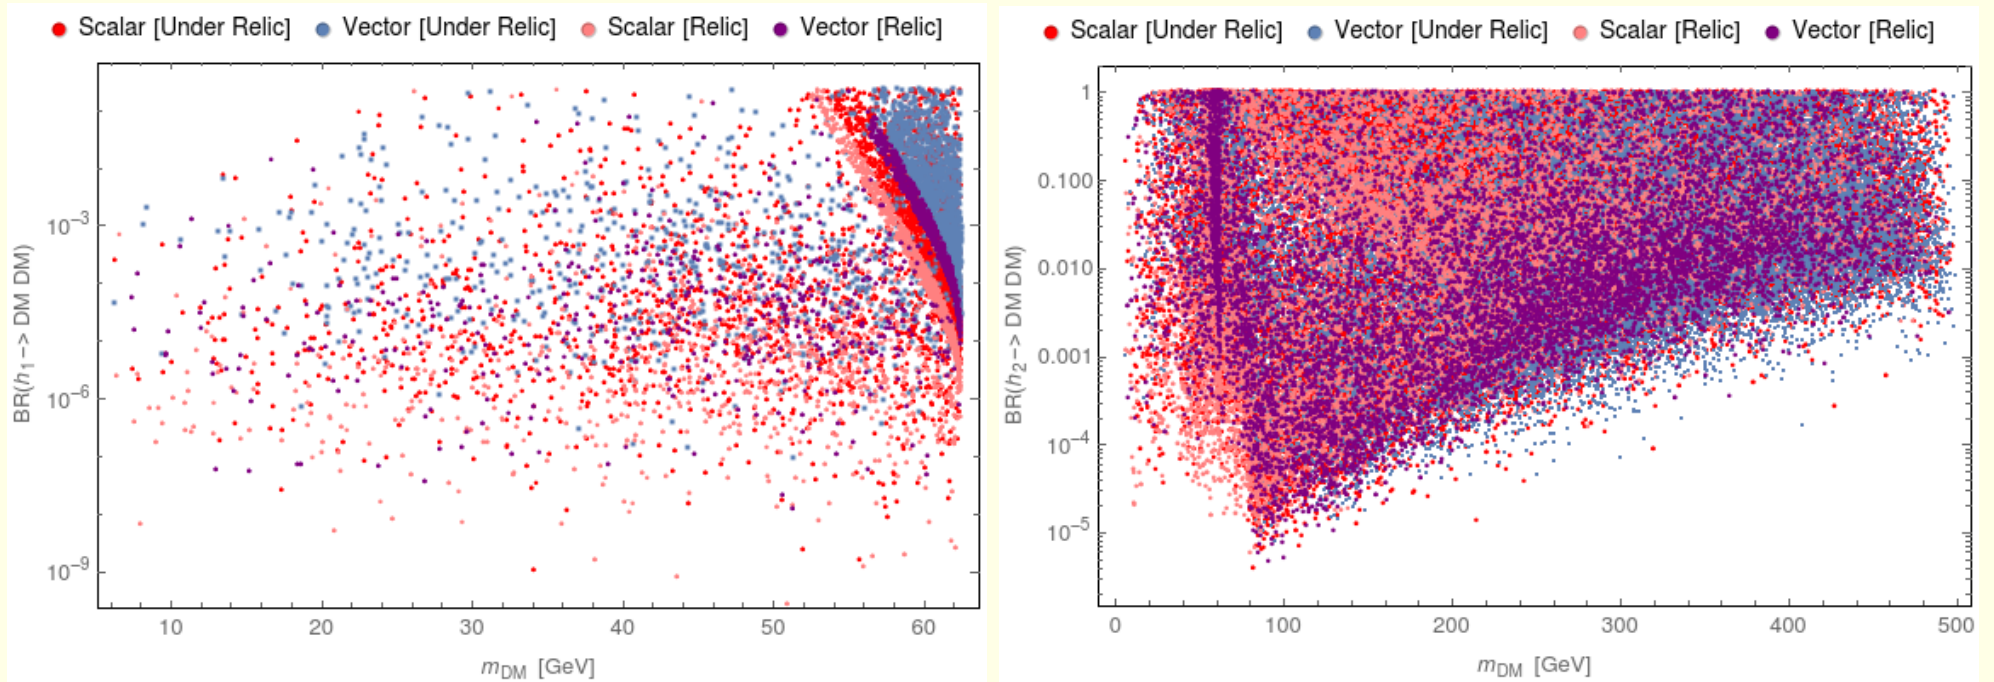 Scalar [Under Relic] Vector [Under Relic] Scalar [Relic] Vector [Relic]
BR(h₁−> DM DM)
10⁻³
10⁻⁶
10⁻⁹
10 20 30 40 50 60
m_DM [GeV]
Scalar [Under Relic] Vector [Under Relic] Scalar [Relic] Vector [Relic]
BR(h₂−> DM DM)
1
0.100
0.010
0.001
10⁻⁴
10⁻⁵
0 100 200 300 400 500
m_DM [GeV]